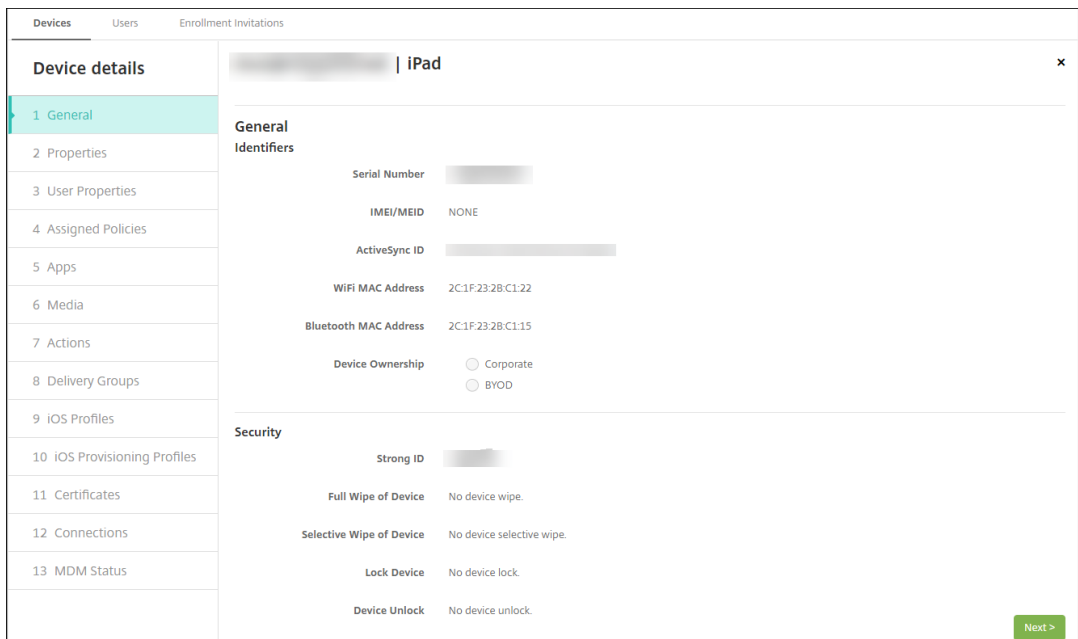 Devices Users Enrollment Invitations
Device details
1 General
2 Properties
3 User Properties
4 Assigned Policies
5 Apps
6 Media
7 Actions
8 Delivery Groups
9 iOS Profiles
10 iOS Provisioning Profiles
11 Certificates
12 Connections
13 MDM Status
| iPad
×
General
Identifiers
Serial Number
IMEI/MEID NONE
ActiveSync ID
WiFi MAC Address 2C:1F:23:2B:C1:22
Bluetooth MAC Address 2C:1F:23:2B:C1:15
Device Ownership Corporate
BYOD
Security
Strong ID
Full Wipe of Device No device wipe.
Selective Wipe of Device No device selective wipe.
Lock Device No device lock.
Device Unlock No device unlock.
Next >